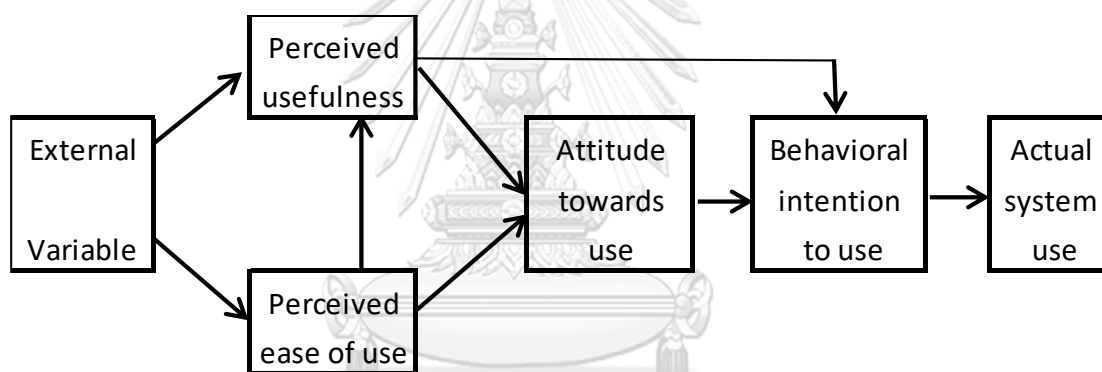 Perceived
usefulness
External
Variable
Perceived
ease of use
Attitude
towards
use
Behavioral
intention
to use
Actual
system
use